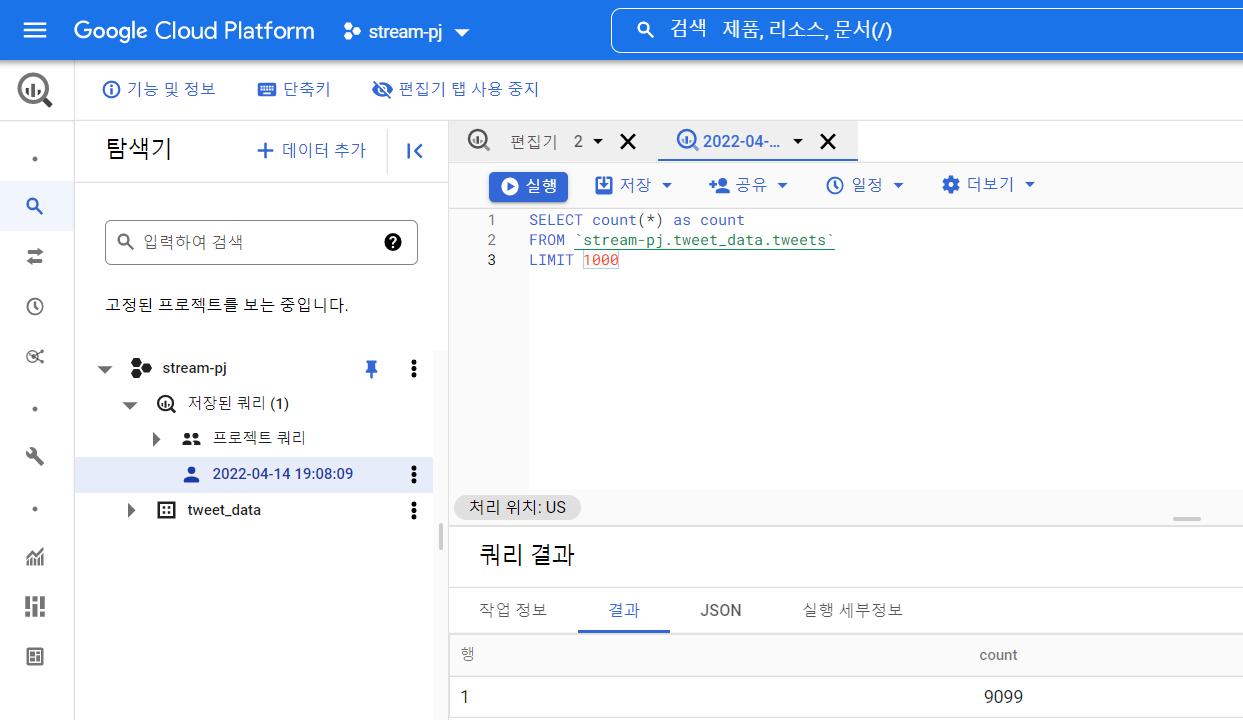 Google Cloud Platform
stream-pj
검색 제품, 리소스, 문서(/)
기능 및 정보
단축키
편집기 탭 사용 중지
탐색기
데이터 추가
입력하여 검색
고정된 프로젝트를 보는 중입니다.
stream-pj
저장된 쿼리 (1)
프로젝트 쿼리
2022-04-14 19:08:09
tweet_data
편집기 2
2022-04-...
실행
저장
공유
일정
더보기
1 SELECT count(*) as count
2 FROM `stream-pj.tweet_data.tweets`
3 LIMIT 1000
처리 위치: US
쿼리 결과
작업 정보
결과
JSON
실행 세부정보
행 count
1 9099